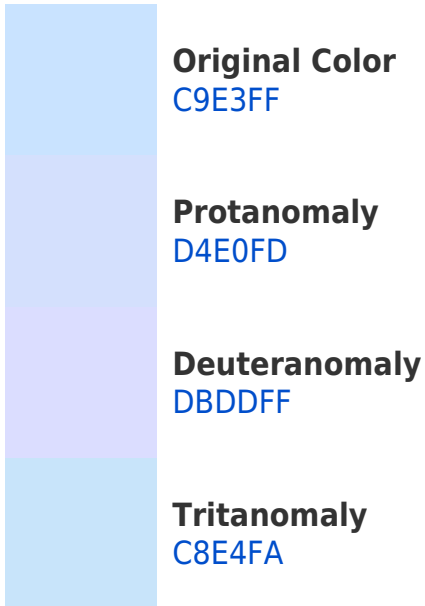 Original Color
C9E3FF
Protanomaly
D4E0FD
Deuteranomaly
DBDDFF
Tritanomaly
C8E4FA